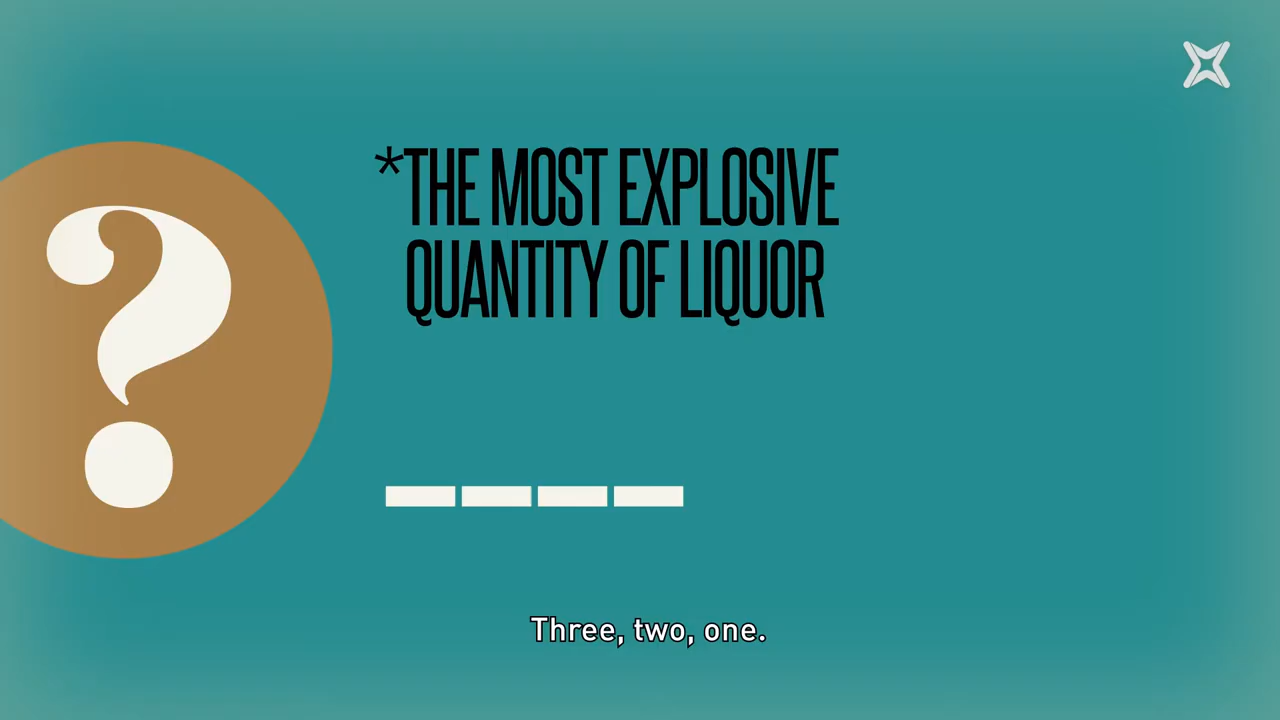 ?
*THE MOST EXPLOSIVE
QUANTITY OF LIQUOR
Three, two, one.